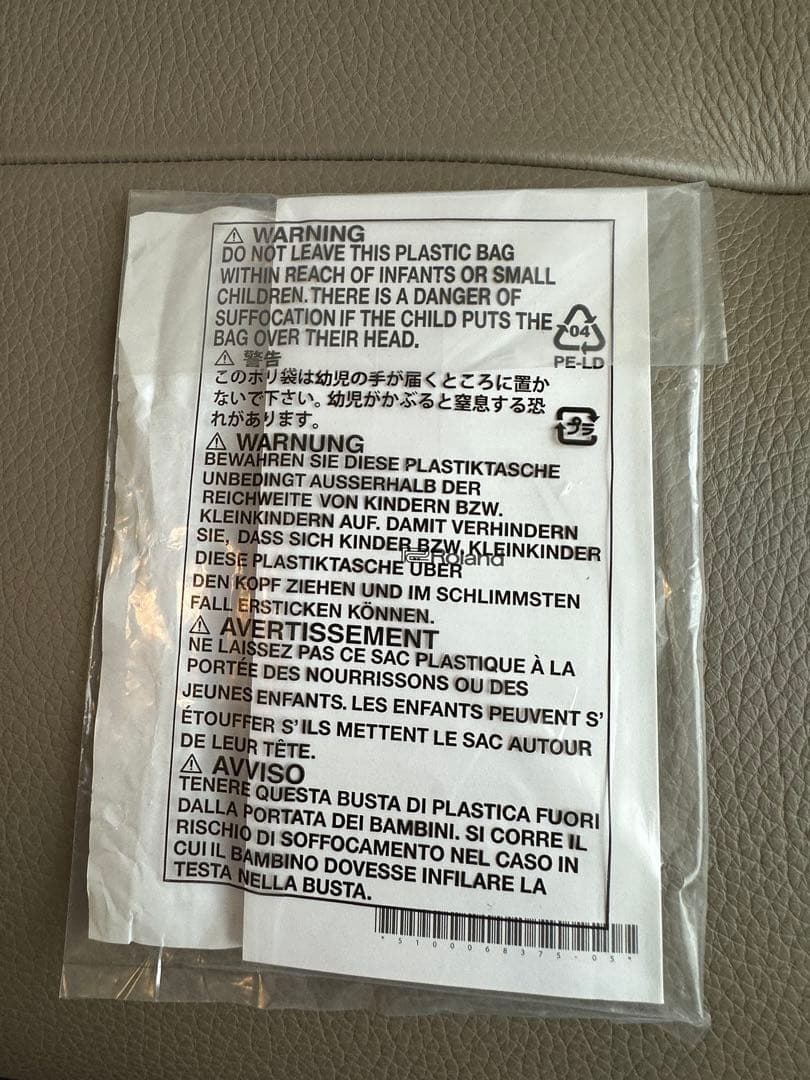 ⚠ WARNING
DO NOT LEAVE THIS PLASTIC BAG
WITHIN REACH OF INFANTS OR SMALL
CHILDREN. THERE IS A DANGER OF
SUFFOCATION IF THE CHILD PUTS THE
BAG OVER THEIR HEAD.
04
PE-LD
⚠ 警告
このポリ袋は幼児の手が届くところに置か
ないで下さい。幼児がかぶると窒息する恐
れがあります。
プラ
⚠ WARNUNG
BEWAHREN SIE DIESE PLASTIKTASCHE
UNBEDINGT AUSSERHALB DER
REICHWEITE VON KINDERN BZW.
KLEINKINDERN AUF. DAMIT VERHINDERN
SIE, DASS SICH KINDER BZW. KLEINKINDER
Roland
DIESE PLASTIKTASCHE ÜBER
DEN KOPF ZIEHEN UND IM SCHLIMMSTEN
FALL ERSTICKEN KÖNNEN.
⚠ AVERTISSEMENT
NE LAISSEZ PAS CE SAC PLASTIQUE À LA
PORTÉE DES NOURRISSONS OU DES
JEUNES ENFANTS. LES ENFANTS PEUVENT S'
ÉTOUFFER S'ILS METTENT LE SAC AUTOUR
DE LEUR TÊTE.
⚠ AVVISO
TENERE QUESTA BUSTA DI PLASTICA FUORI
DALLA PORTATA DEI BAMBINI. SI CORRE IL
RISCHIO DI SOFFOCAMENTO NEL CASO IN
CUI IL BAMBINO DOVESSE INFILARE LA
TESTA NELLA BUSTA.
*5100068375-05*